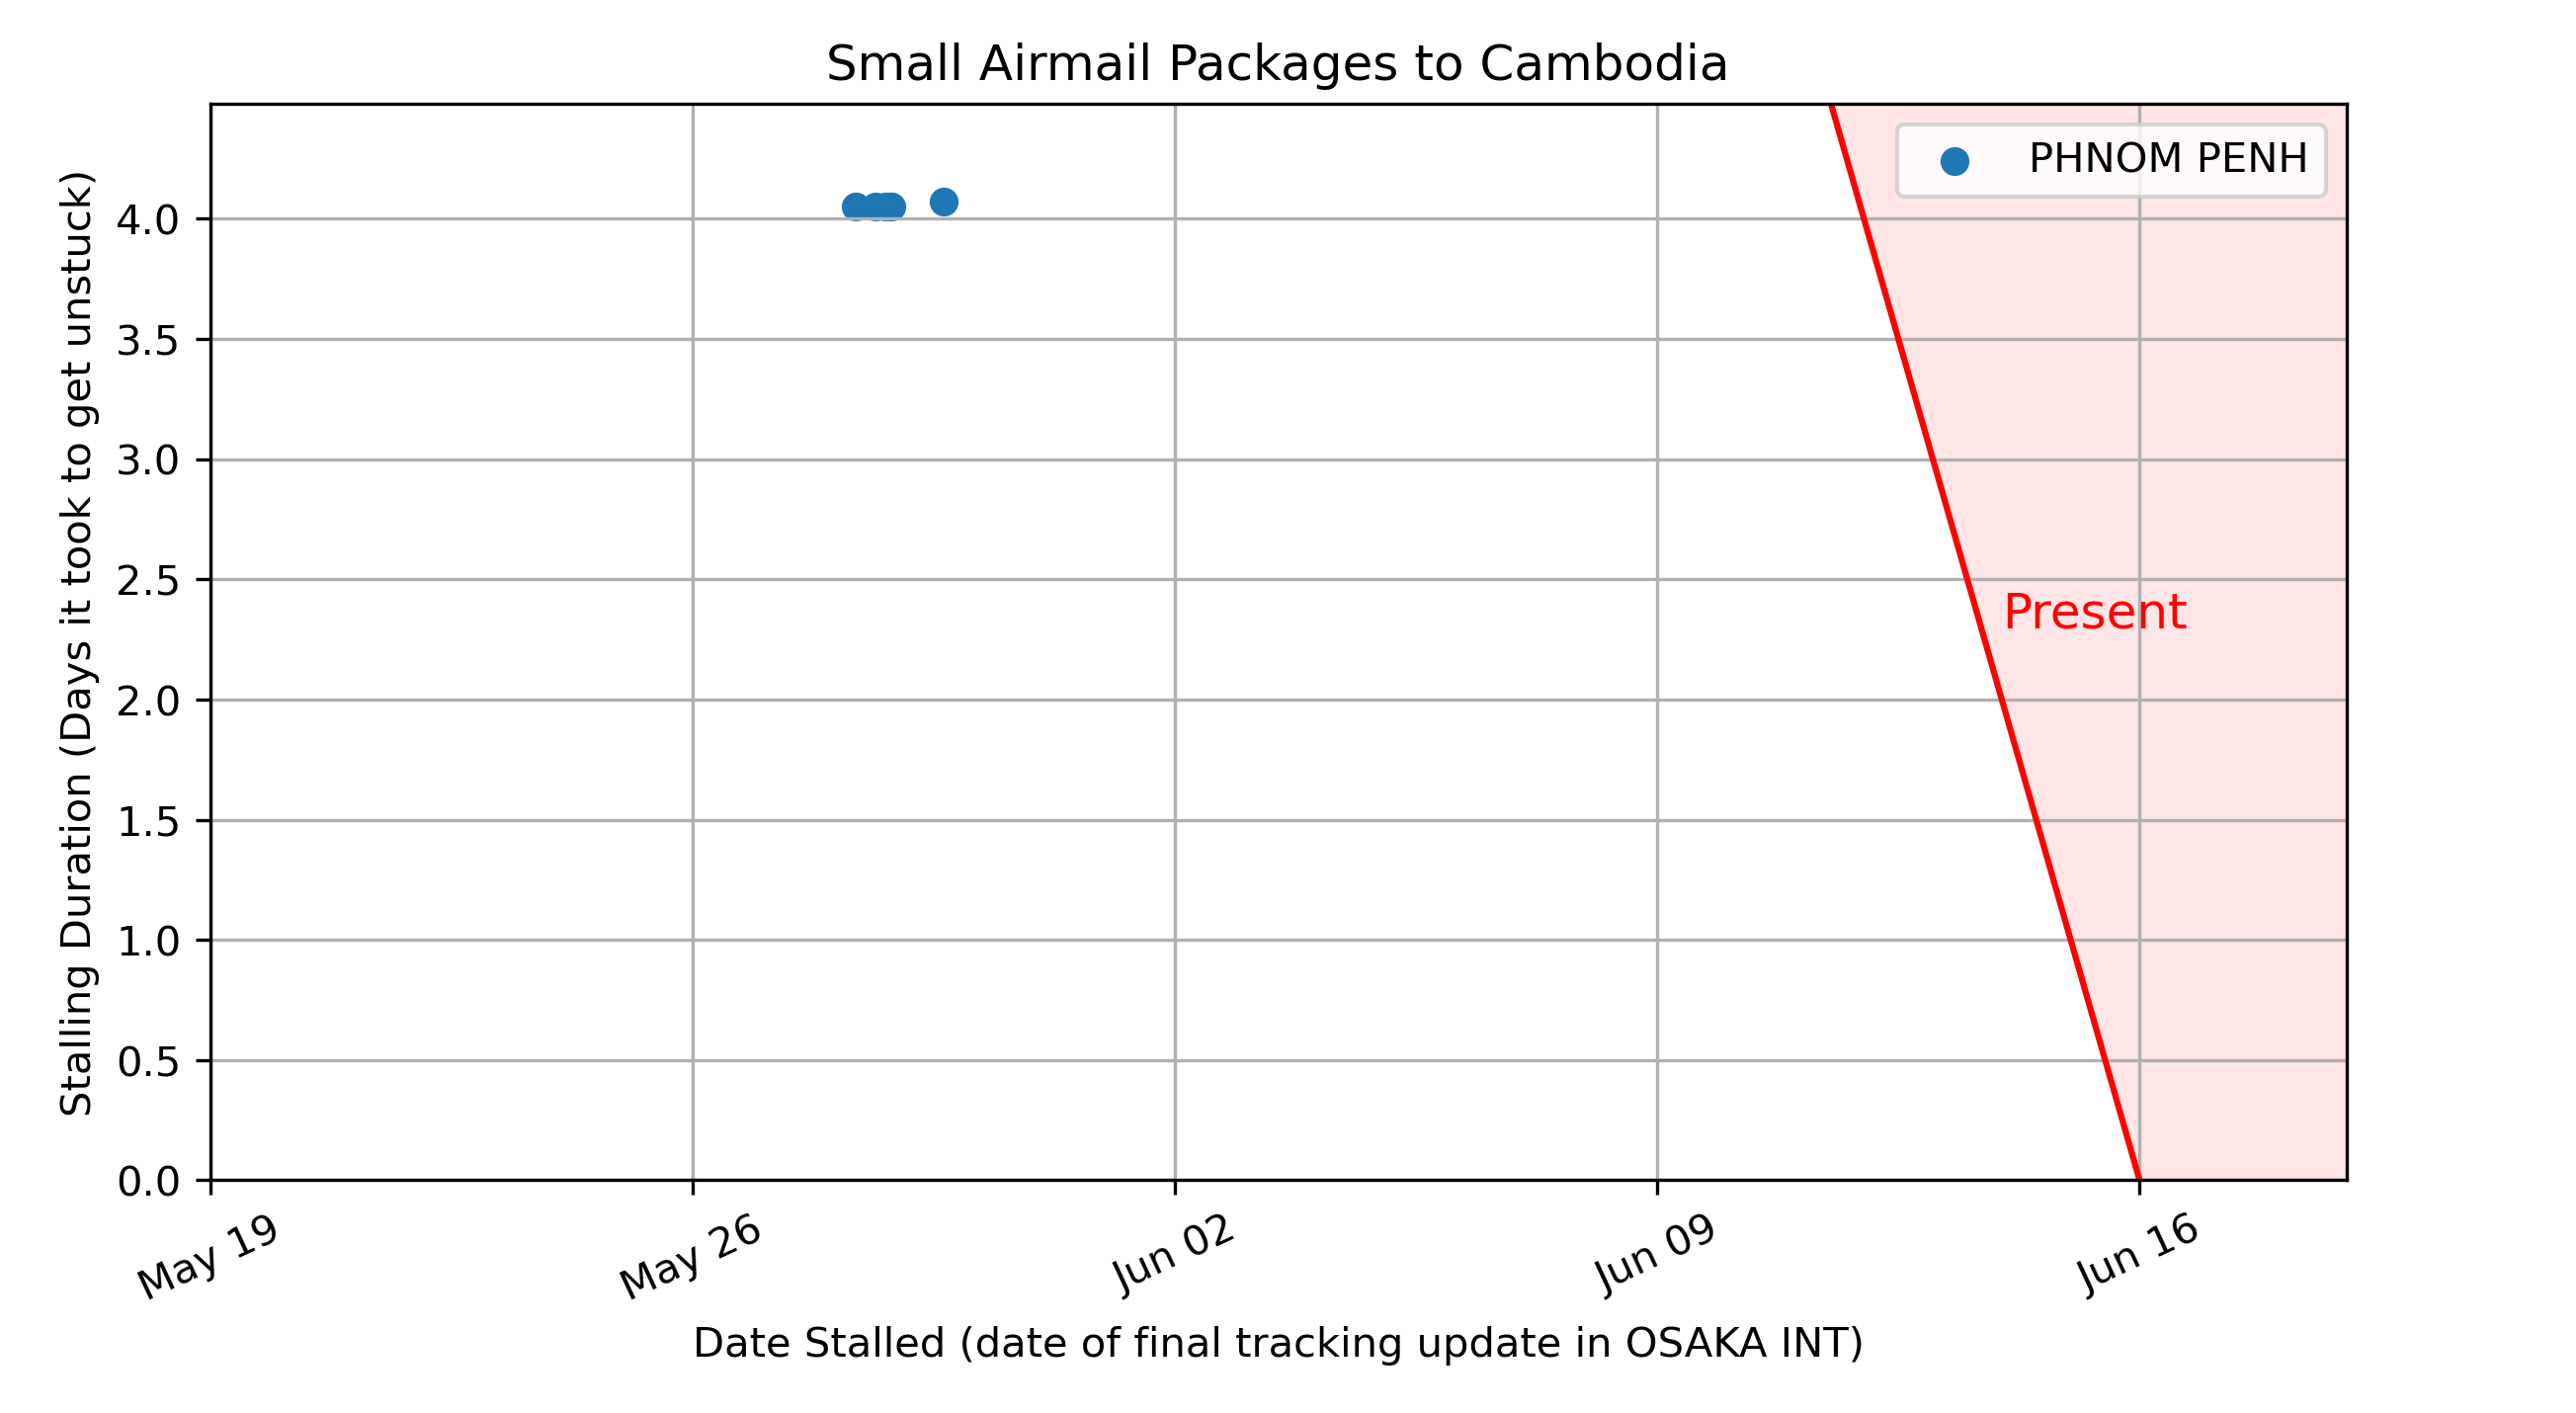 Small Airmail Packages to Cambodia
PHNOM PENH
Present
Stalling Duration (Days it took to get unstuck)
4.0
3.5
3.0
2.5
2.0
1.5
1.0
0.5
0.0
May 19
May 26
Jun 02
Jun 09
Jun 16
Date Stalled (date of final tracking update in OSAKA INT)